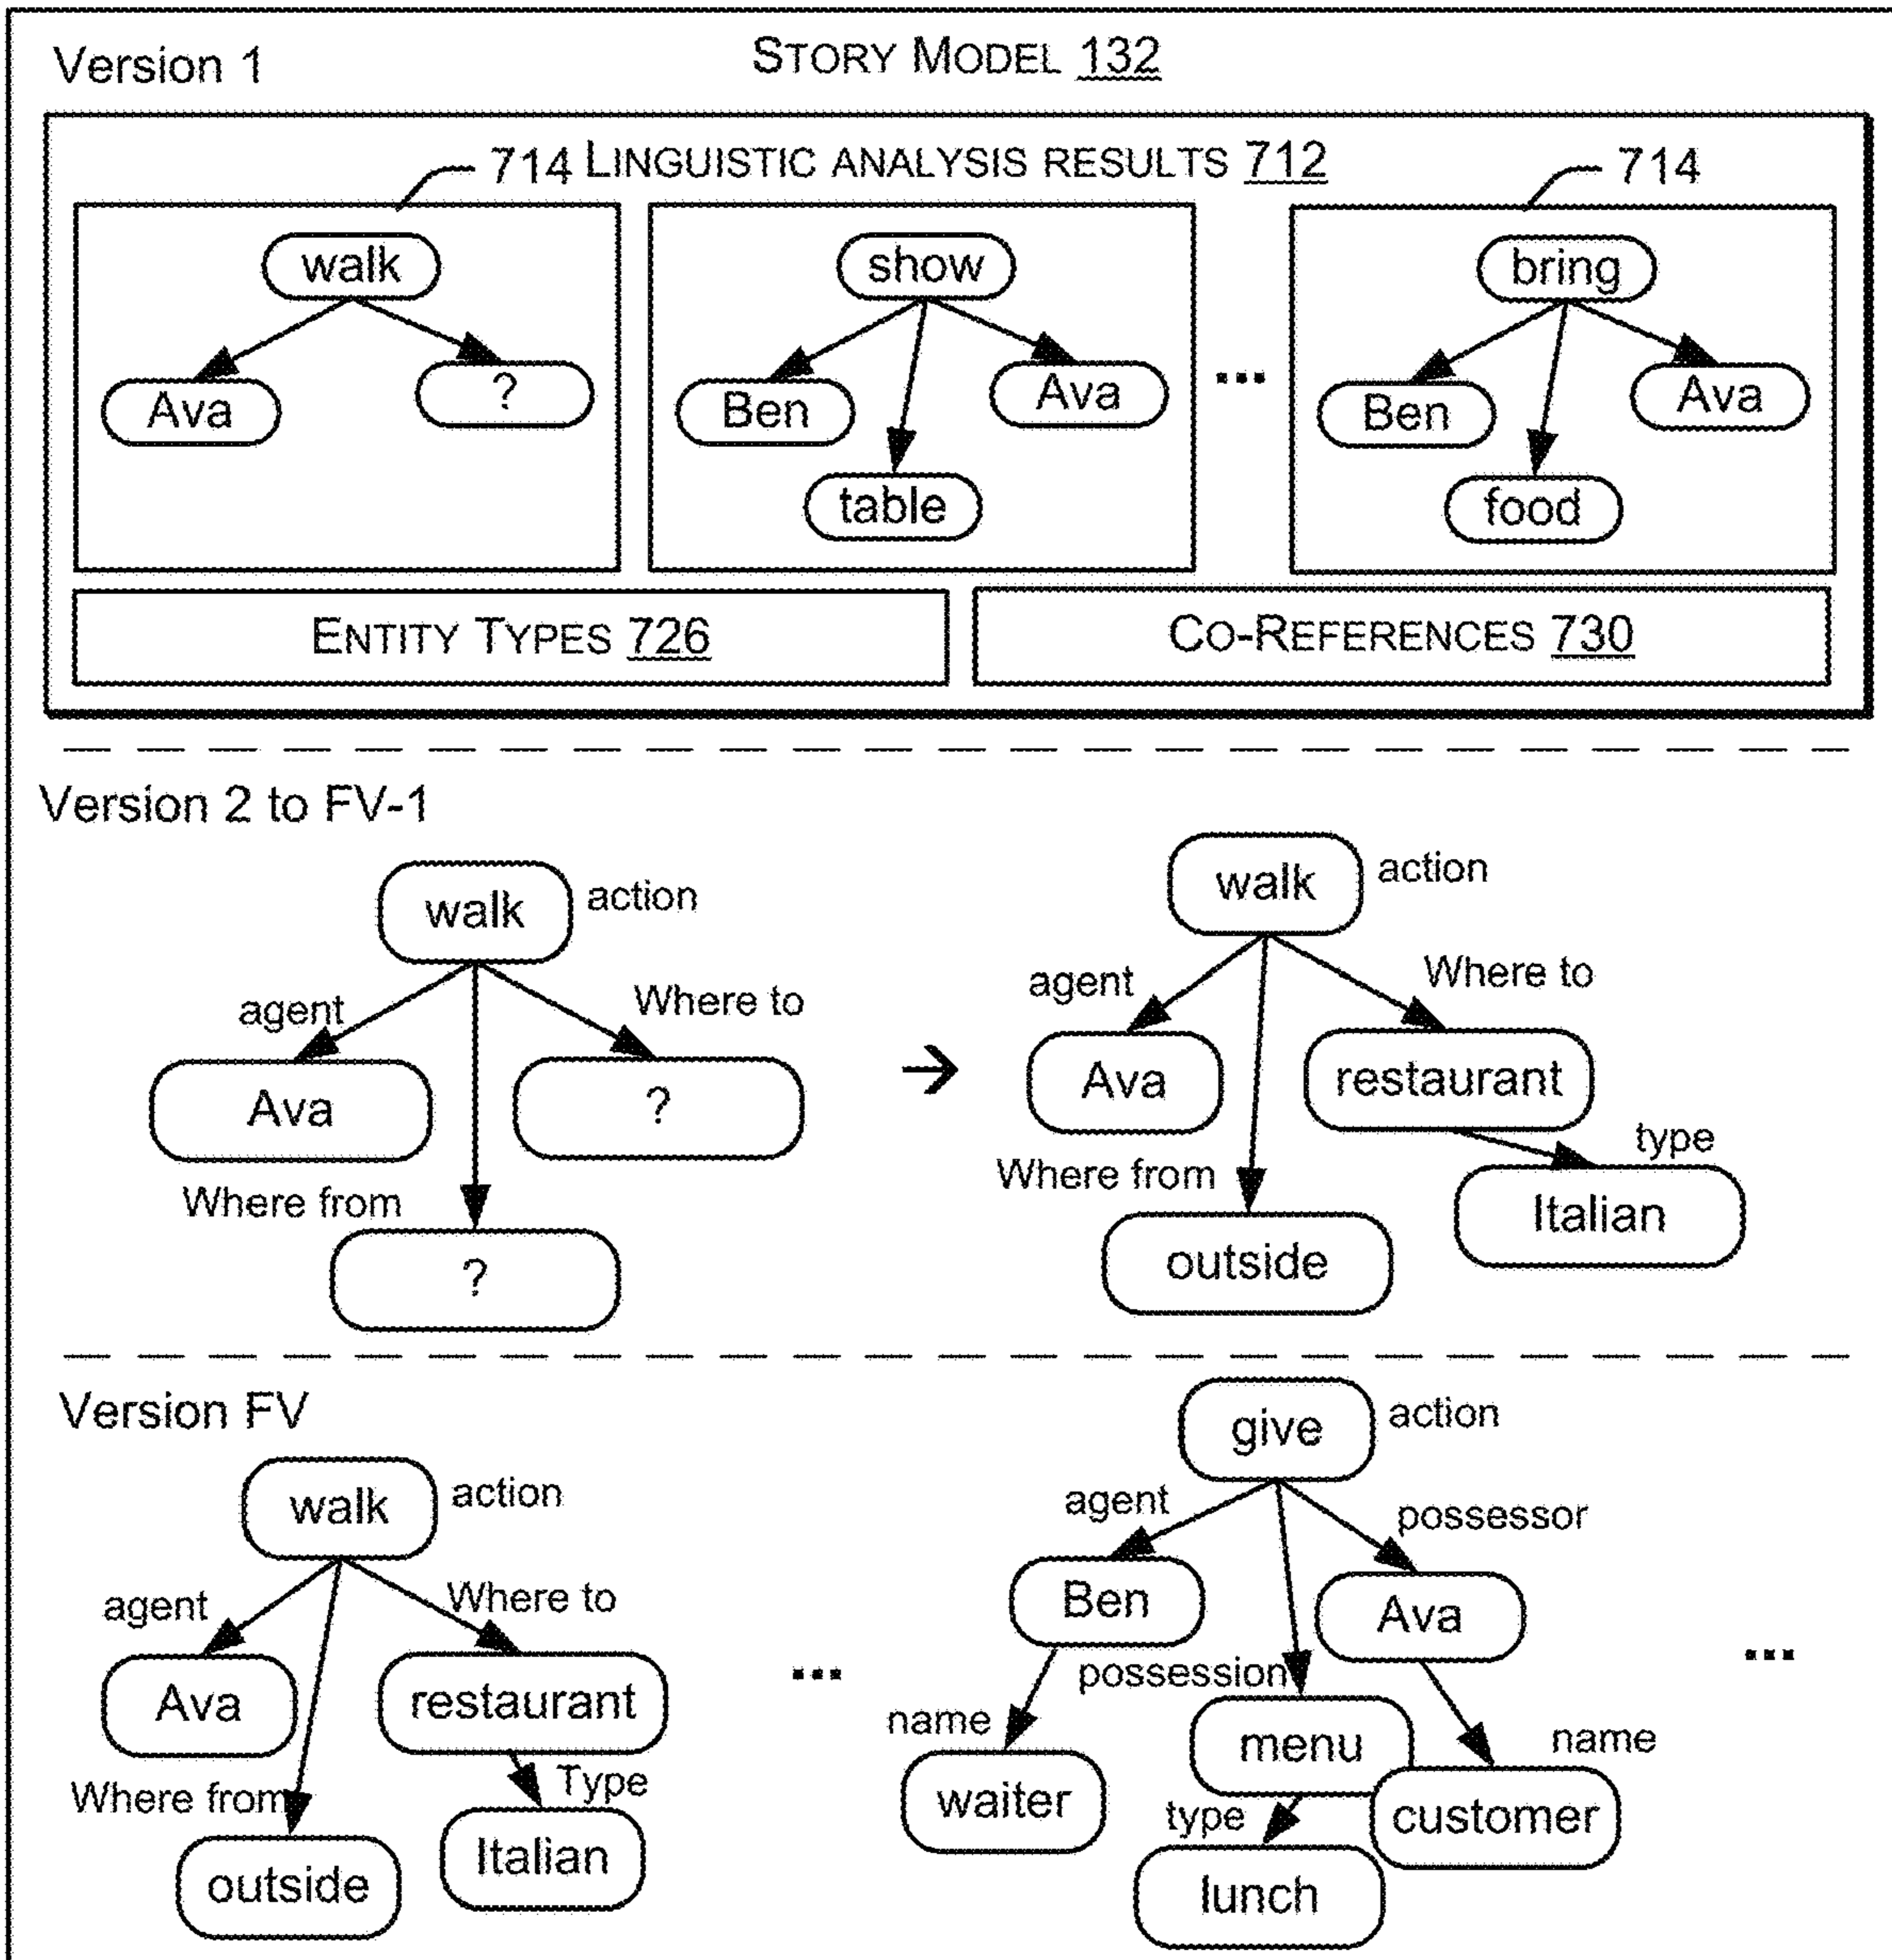 Version 1
STORY MODEL 132
714 LINGUISTIC ANALYSIS RESULTS 712
714
walk
Ava
?
show
Ben
Ava
table
...
bring
Ben
Ava
food
ENTITY TYPES 726
CO-REFERENCES 730
Version 2 to FV-1
walk action
agent
Where to
Ava
?
Where from
?
→
walk action
agent
Where to
Ava
restaurant
type
Where from
Italian
outside
Version FV
walk action
agent
Where to
Ava
restaurant
Where from
Type
Italian
outside
...
give action
agent
possessor
Ben
Ava
possession
name
name
menu
waiter
customer
type
lunch
...